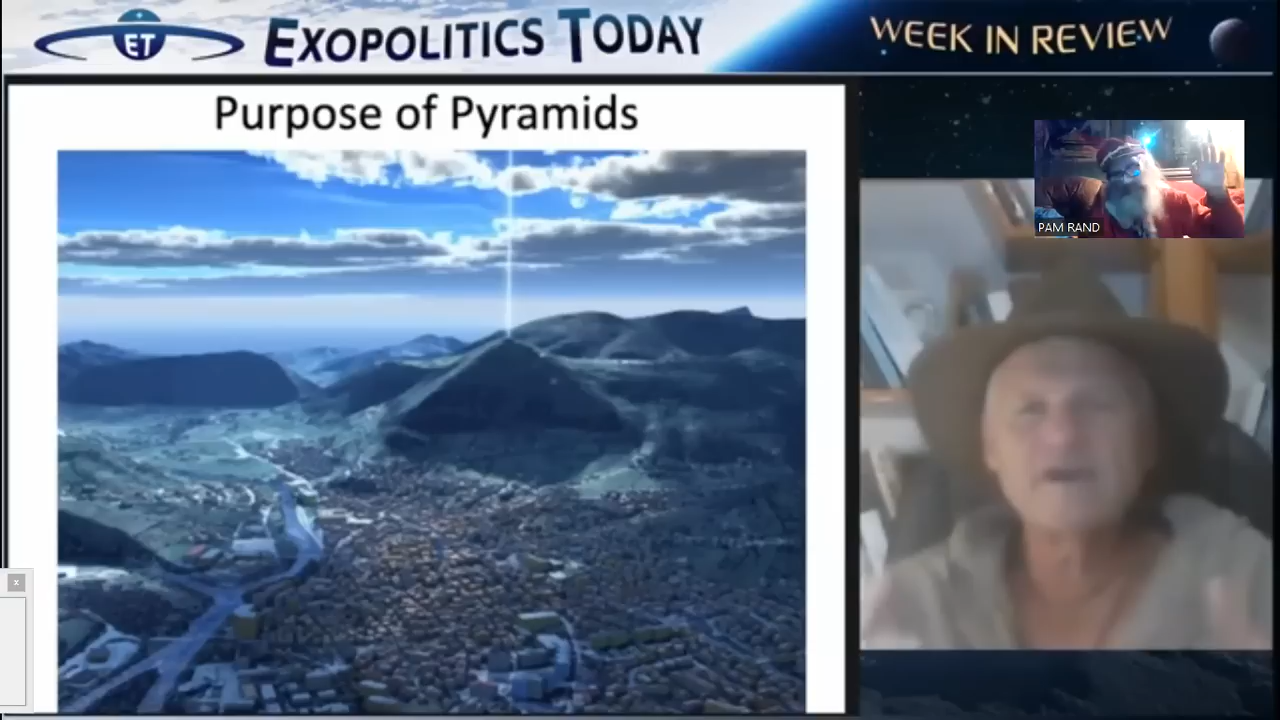 ET
EXOPOLITICS TODAY
WEEK IN REVIEW
Purpose of Pyramids
PAM RAND
x